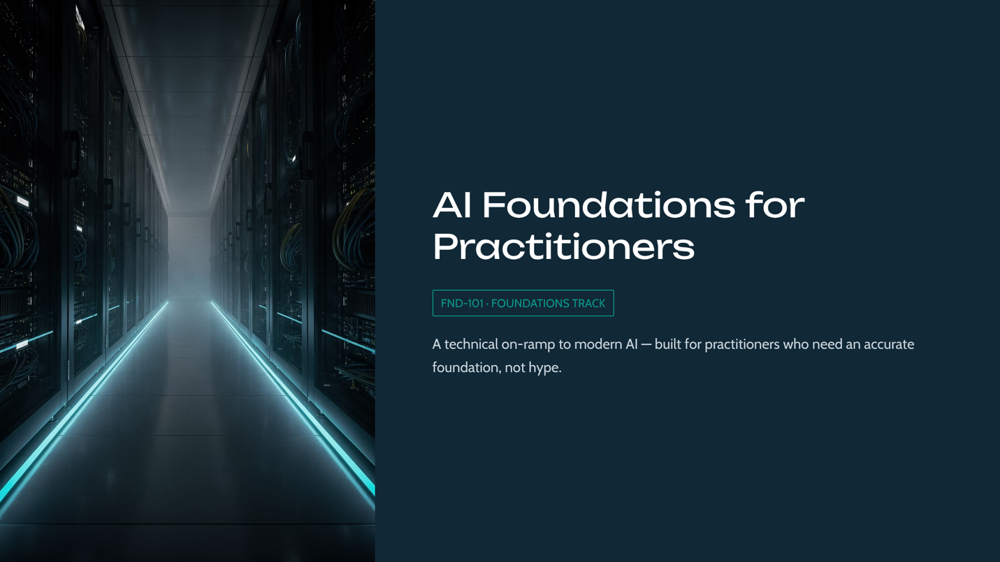 AI Foundations for
Practitioners
FND-101 · FOUNDATIONS TRACK
A technical on-ramp to modern AI — built for practitioners who need an accurate
foundation, not hype.